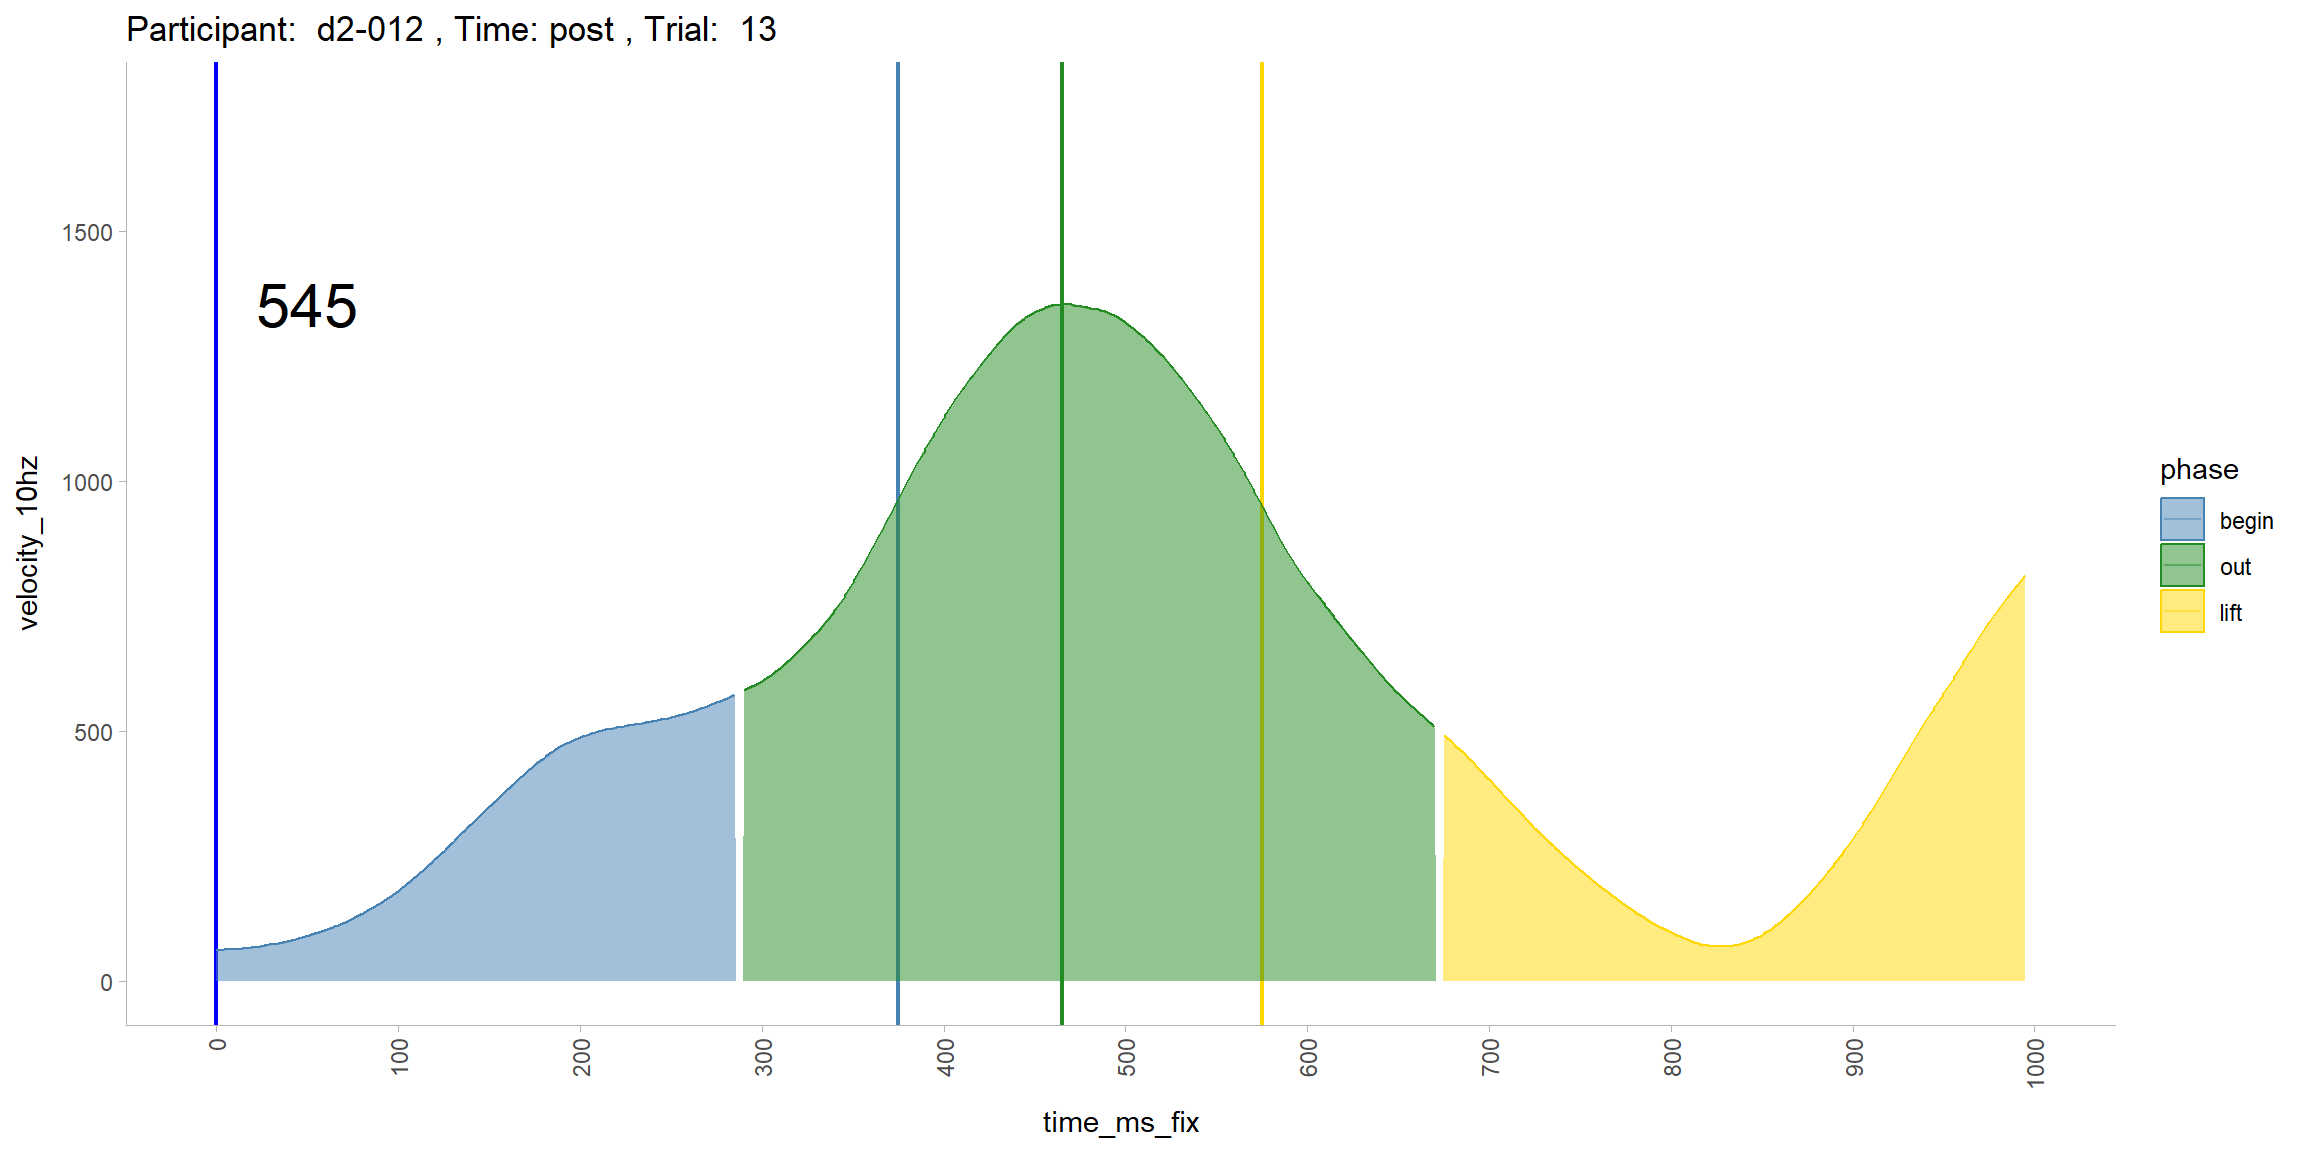 Participant:  d2-012 , Time: post , Trial:  13
1500
545
1000
500
0
velocity_10hz
0 100 200 300 400 500 600 700 800 900 1000
time_ms_fix
phase
begin
out
lift